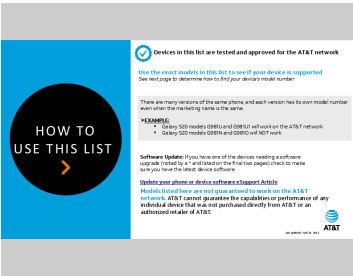 Devices in this list are tested and approved for the AT&T network
Use the exact models in this list to see if your device is supported
See next page to determine how to find your device's model number
HOW TO
USE THIS LIST
There are many versions of the same phone, and each version has its own model number
even when the marketing name is the same.
➤EXAMPLE:
• Galaxy S20 models G981U and G981U1 will work on the AT&T network
• Galaxy S20 models G981N and G981O will NOT work
Software Update: If you have one of the devices needing a software
upgrade (noted by a * and listed on the final two pages) check to make
sure you have the latest device software.
Update your phone or device software eSupport Article
Models listed here are not guaranteed to work on the AT&T
network. AT&T cannot guarantee the capabilities or performance of any
individual device that was not purchased directly from AT&T or an
authorized retailer of AT&T.
AT&T